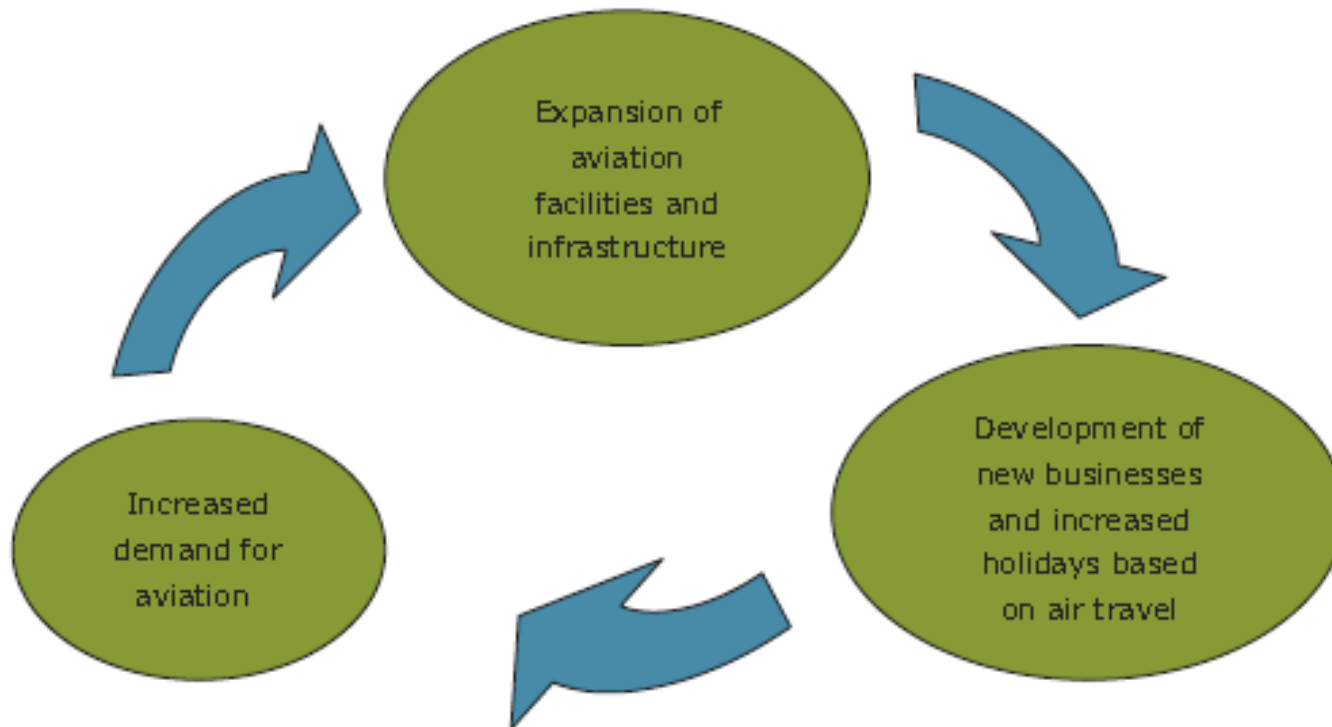 Expansion of
aviation
facilities and
infrastructure
Development of
new businesses
and increased
holidays based
on air travel
Increased
demand for
aviation